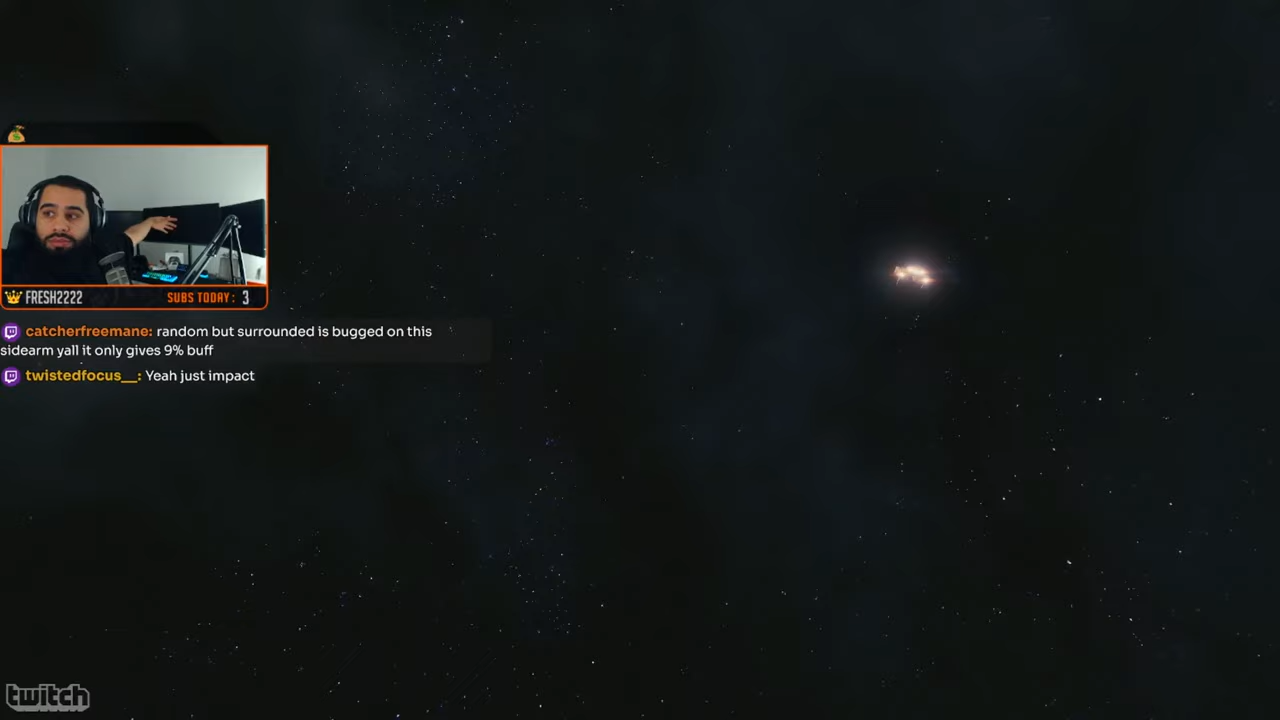 FRESH2222
SUBS TODAY: 3
catcherfreemane: random but surrounded is bugged on this
sidearm yall it only gives 9% buff
twistedfocus__: Yeah just impact
twitch